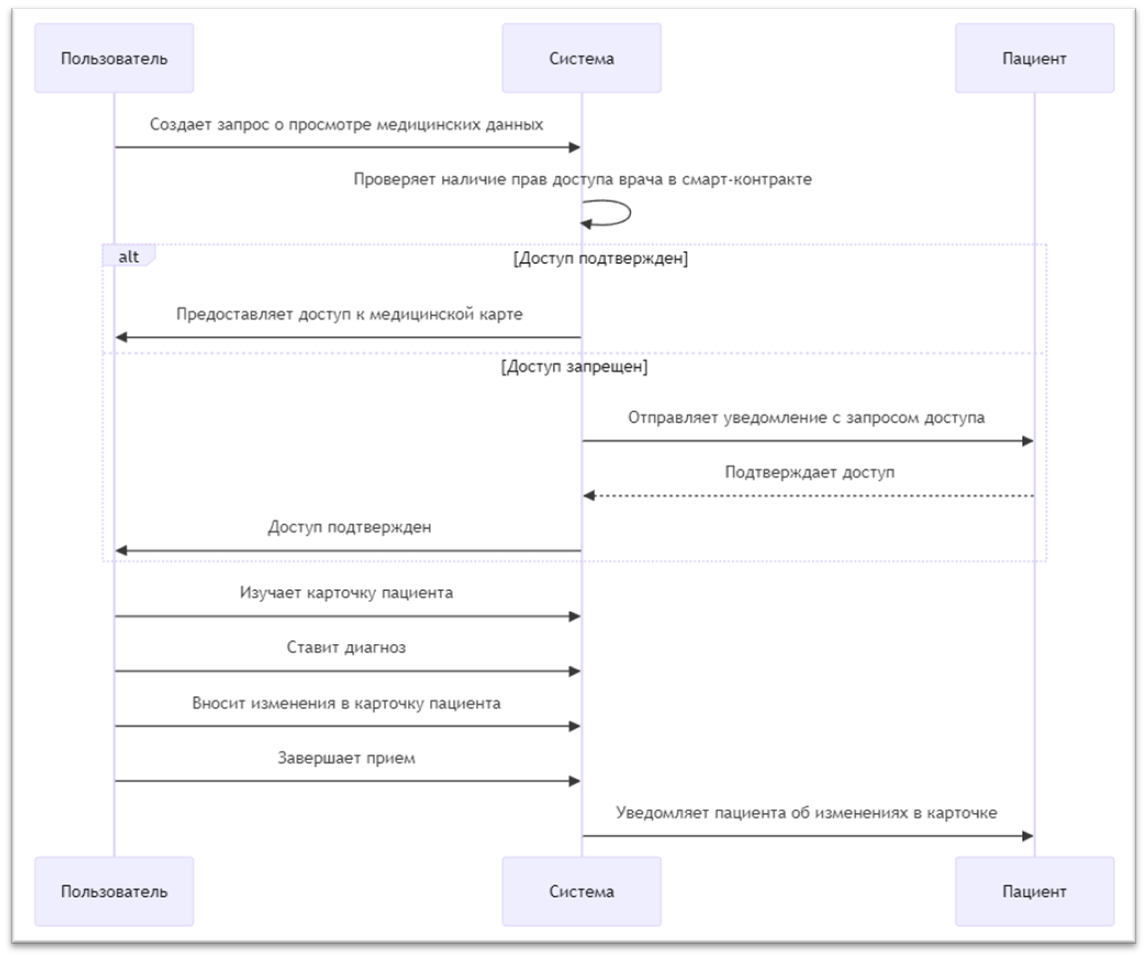 Пользователь
Система
Пациент
Создает запрос о просмотре медицинских данных
Проверяет наличие прав доступа врача в смарт-контракте
alt
[Доступ подтвержден]
Предоставляет доступ к медицинской карте
[Доступ запрещен]
Отправляет уведомление с запросом доступа
Подтверждает доступ
Доступ подтвержден
Изучает карточку пациента
Ставит диагноз
Вносит изменения в карточку пациента
Завершает прием
Уведомляет пациента об изменениях в карточке
Пользователь
Система
Пациент